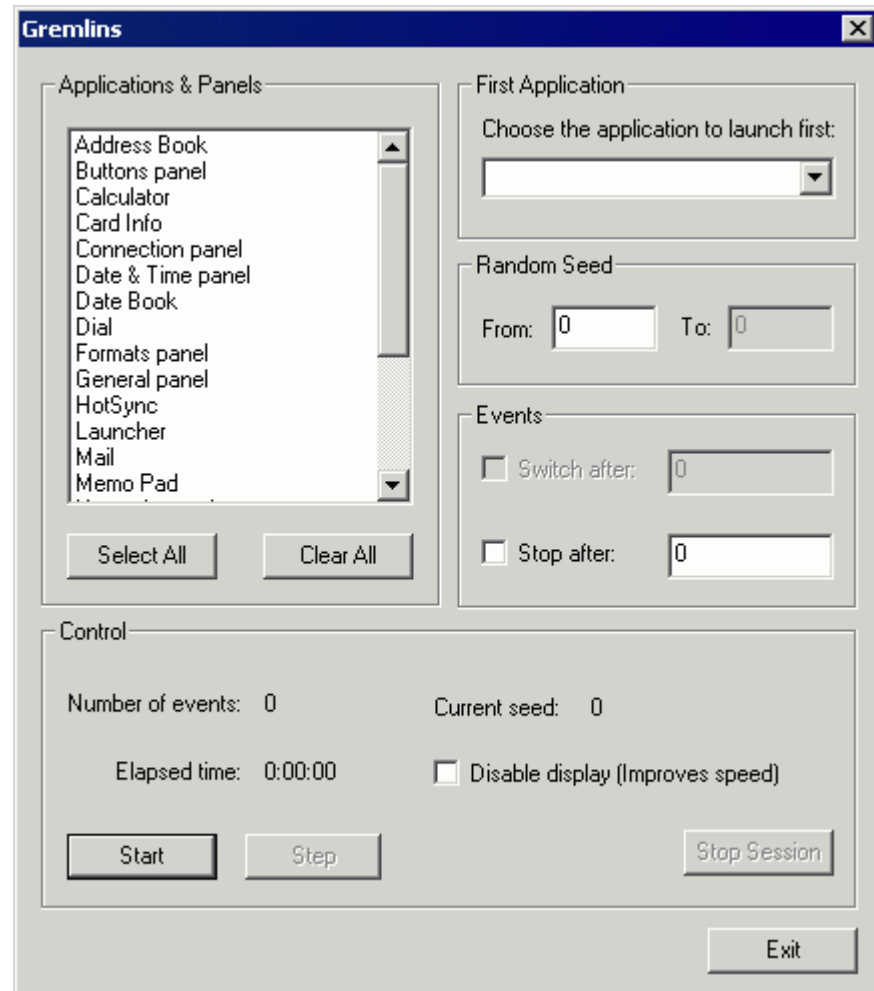 Gremlins
Applications & Panels
Address Book
Buttons panel
Calculator
Card Info
Connection panel
Date & Time panel
Date Book
Dial
Formats panel
General panel
HotSync
Launcher
Mail
Memo Pad
Select All
Clear All
First Application
Choose the application to launch first:
Random Seed
From: 0 To: 0
Events
Switch after: 0
Stop after: 0
Control
Number of events: 0 Current seed: 0
Elapsed time: 0:00:00 Disable display (Improves speed)
Start Step Stop Session
Exit